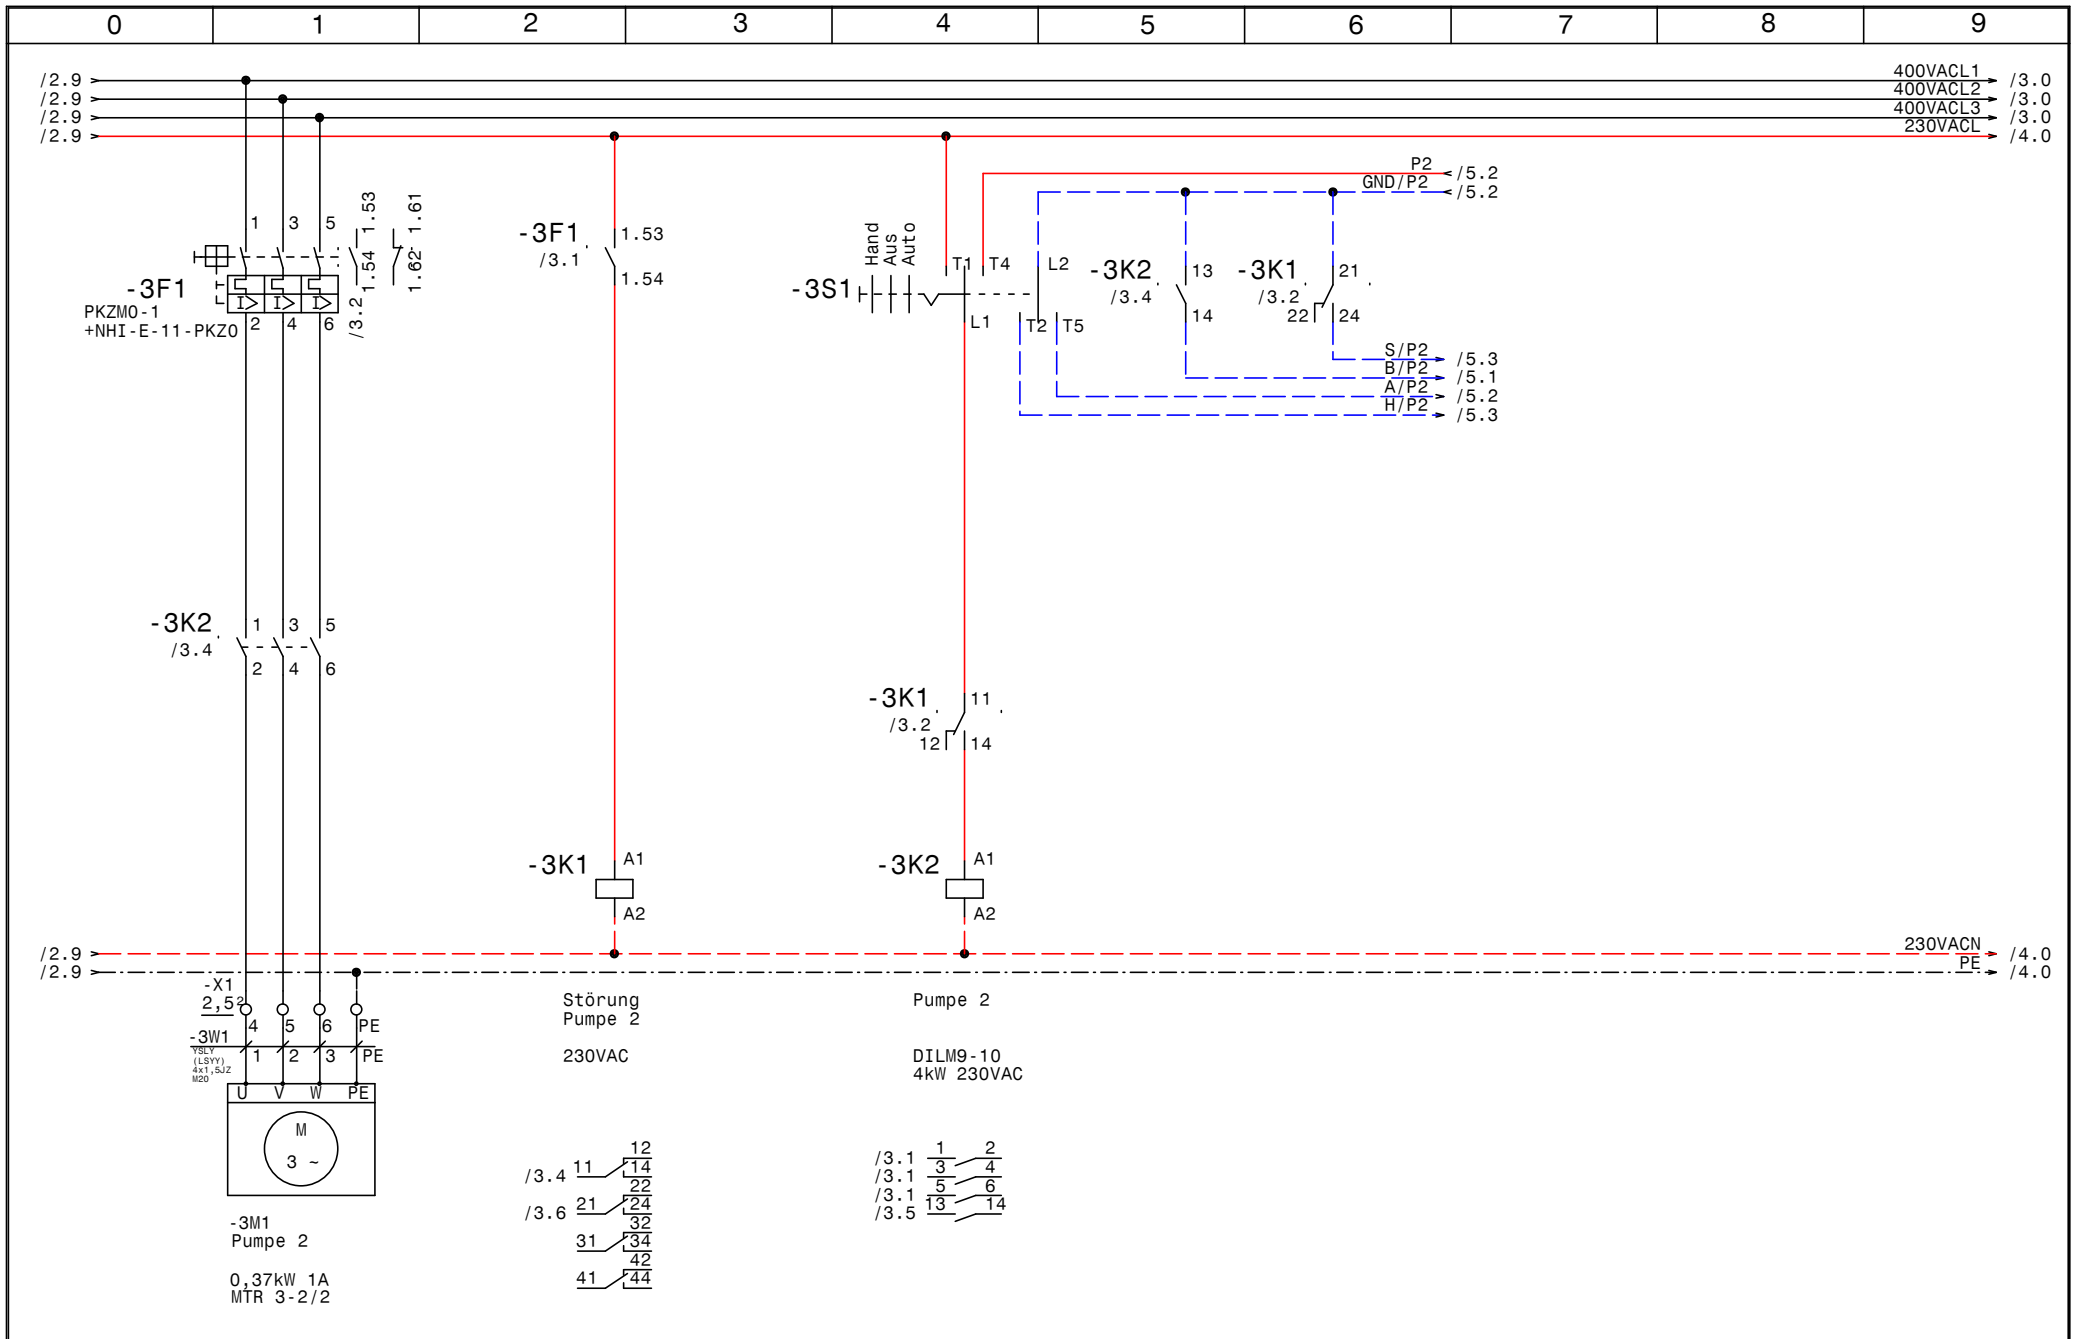 0 1 2 3 4 5 6 7 8 9
/2.9 400VACL1 /3.0
/2.9 400VACL2 /3.0
/2.9 400VACL3 /3.0
/2.9 230VACL /4.0
P2 /5.2
GND/P2 /5.2
1 3 5
1.53
1.54
1.61
1.62
/3.2
-3F1
PKZM0-1
+NHI-E-11-PKZ0
I> I> I>
2 4 6
-3F1
/3.1
1.53
1.54
Hand
Aus
Auto
-3S1
T1 T4 L2
L1 T2 T5
-3K2
/3.4
13
14
-3K1
/3.2
21
22 24
S/P2 /5.3
B/P2 /5.1
A/P2 /5.2
H/P2 /5.3
-3K2
/3.4
1 3 5
2 4 6
-3K1
/3.2
11
12 14
-3K1
A1
A2
-3K2
A1
A2
/2.9 230VACN /4.0
/2.9 PE /4.0
-X1
2,5²
4 5 6 PE
-3W1
YSLY
(LSYY)
4x1,5JZ
M20
1 2 3 PE
U V W PE
M
3 ~
-3M1
Pumpe 2
0,37kW 1A
MTR 3-2/2
Störung
Pumpe 2
230VAC
12
/3.4 11 14
22
/3.6 21 24
32
31 34
42
41 44
Pumpe 2
DILM9-10
4kW 230VAC
/3.1 1 2
/3.1 3 4
/3.1 5 6
/3.5 13 14